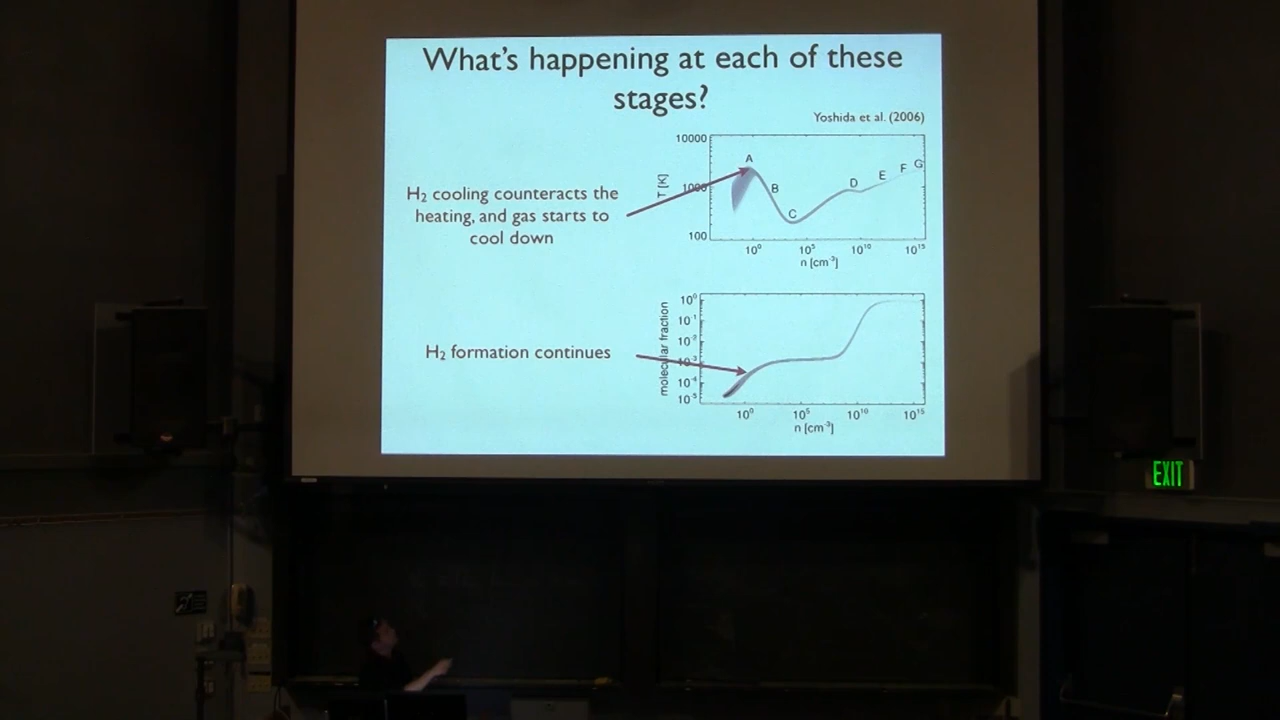 What's happening at each of these
stages?
Yoshida et al. (2006)
H₂ cooling counteracts the
heating, and gas starts to
cool down
10000
1000
100
T [K]
A
B
C
D
E
F
G
10⁰
10⁵
10¹⁰
10¹⁵
n [cm⁻³]
H₂ formation continues
molecular fraction
10⁰
10⁻¹
10⁻²
10⁻³
10⁻⁴
10⁻⁵
10⁰
10⁵
10¹⁰
10¹⁵
n [cm⁻³]
EXIT